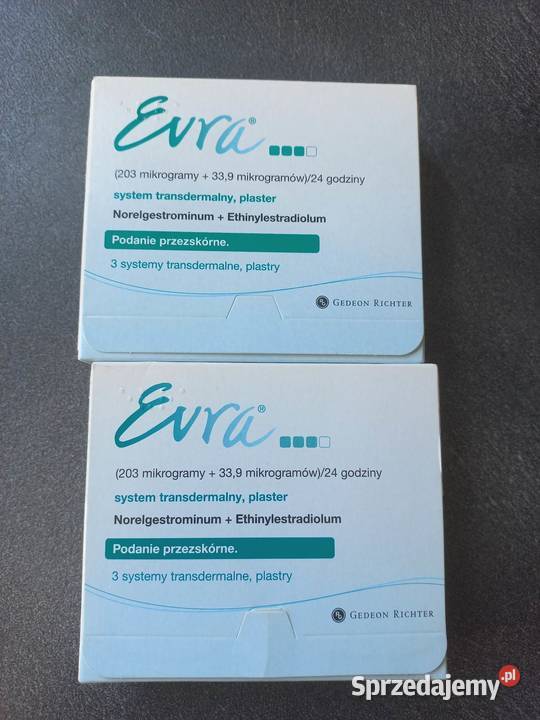 Evra®
(203 mikrogramy + 33,9 mikrogramów)/24 godziny
system transdermalny, plaster
Norelgestrominum + Ethinylestradiolum
Podanie przezskórne.
3 systemy transdermalne, plastry
GEDEON RICHTER
Evra®
(203 mikrogramy + 33,9 mikrogramów)/24 godziny
system transdermalny, plaster
Norelgestrominum + Ethinylestradiolum
Podanie przezskórne.
3 systemy transdermalne, plastry
GEDEON RICHTER
Sprzedajemy.pl